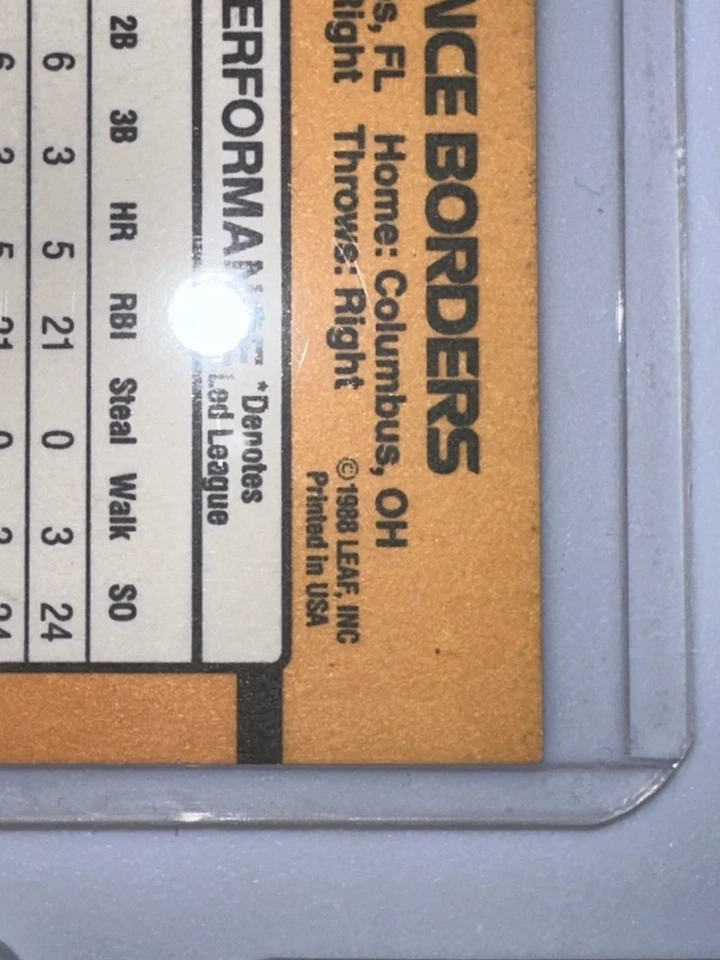 NCE BORDERS
s, FL Home: Columbus, OH
Right Throws: Right
© 1988 LEAF, INC
Printed in USA
*Denotes
Led League
2B 3B HR RBI Steal Walk SO
6 3 5 21 0 3 24